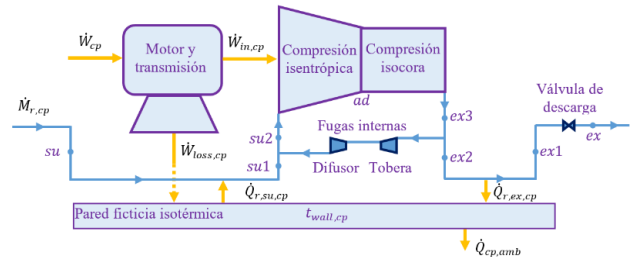 Ẇcp
Motor y
transmisión
Ẇin,cp
Compresión
isentrópica
Compresión
isocora
Ṁr,cp
ad
Válvula de
descarga
su
Ẇloss,cp
su2
Fugas internas
ex3
su1
Difusor
Tobera
ex2
ex1
ex
Q̇r,su,cp
Q̇r,ex,cp
Pared ficticia isotérmica
twall,cp
Q̇cp,amb